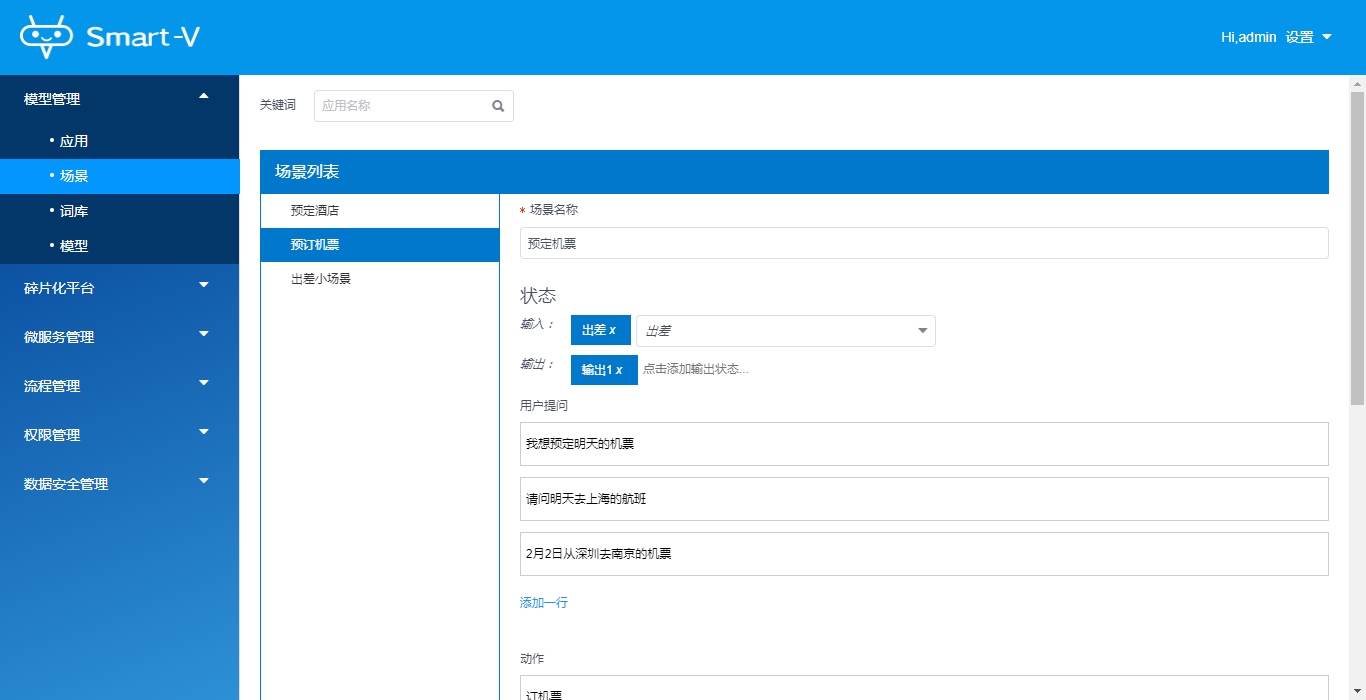 Smart-V
Hi,admin 设置
模型管理
应用
场景
词库
模型
碎片化平台
微服务管理
流程管理
权限管理
数据安全管理
关键词 应用名称
场景列表
预定酒店
预订机票
出差小场景
* 场景名称
预定机票
状态
输入： 出差 x 出差
输出： 输出1 x 点击添加输出状态...
用户提问
我想预定明天的机票
请问明天去上海的航班
2月2日从深圳去南京的机票
添加一行
动作
订机票